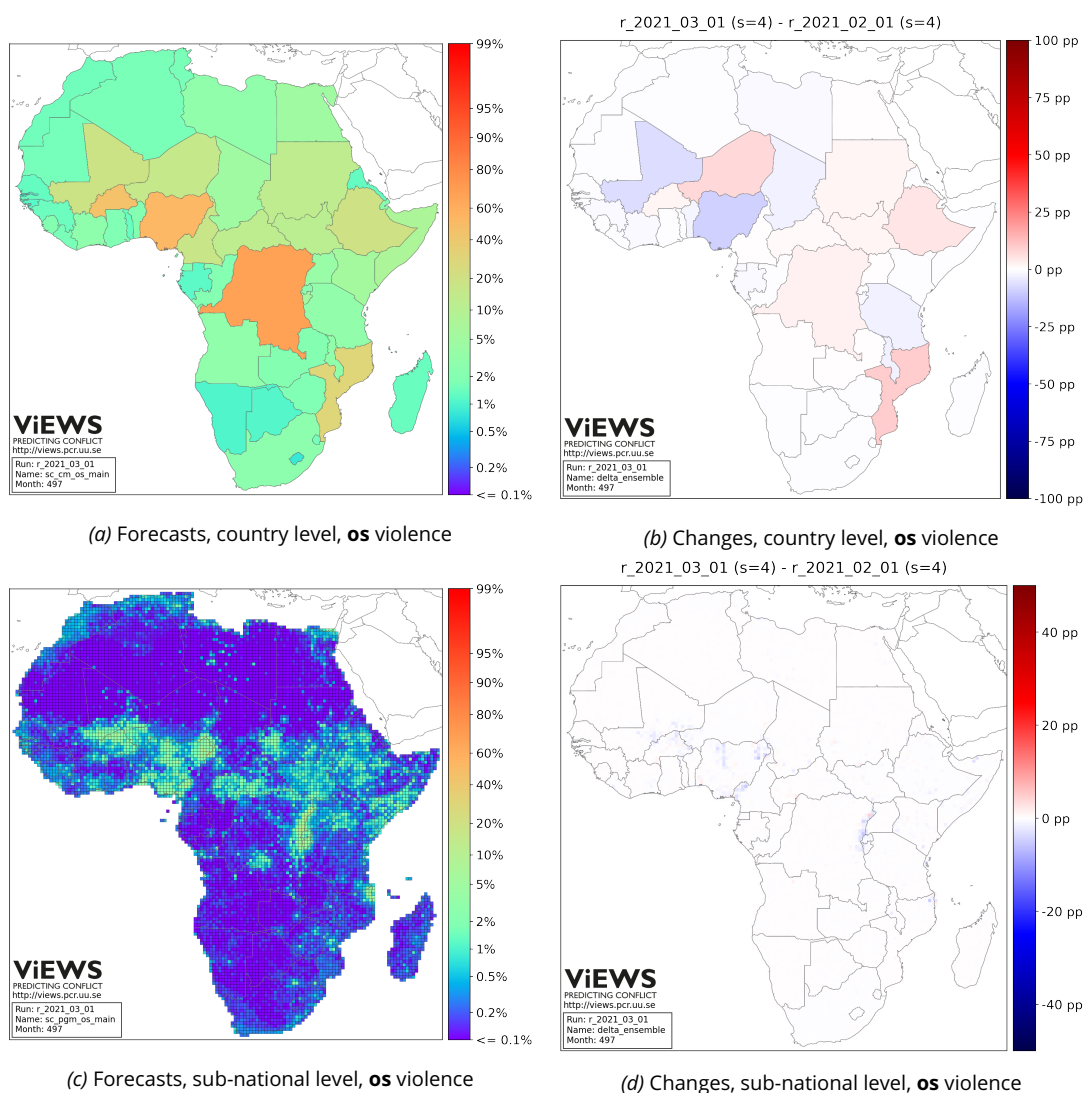 99%
95%
90%
80%
60%
40%
20%
10%
5%
2%
1%
0.5%
0.2%
<= 0.1%
ViEWS
PREDICTING CONFLICT
http://views.pcr.uu.se
Run: r_2021_03_01
Name: sc_cm_os_main
Month: 497
(a) Forecasts, country level, os violence
r_2021_03_01 (s=4) - r_2021_02_01 (s=4)
100 pp
75 pp
50 pp
25 pp
0 pp
-25 pp
-50 pp
-75 pp
-100 pp
ViEWS
PREDICTING CONFLICT
http://views.pcr.uu.se
Run: r_2021_03_01
Name: delta_ensemble
Month: 497
(b) Changes, country level, os violence
99%
95%
90%
80%
60%
40%
20%
10%
5%
2%
1%
0.5%
0.2%
<= 0.1%
ViEWS
PREDICTING CONFLICT
http://views.pcr.uu.se
Run: r_2021_03_01
Name: sc_pgm_os_main
Month: 497
(c) Forecasts, sub-national level, os violence
r_2021_03_01 (s=4) - r_2021_02_01 (s=4)
40 pp
20 pp
0 pp
-20 pp
-40 pp
ViEWS
PREDICTING CONFLICT
http://views.pcr.uu.se
Run: r_2021_03_01
Name: delta_ensemble
Month: 497
(d) Changes, sub-national level, os violence